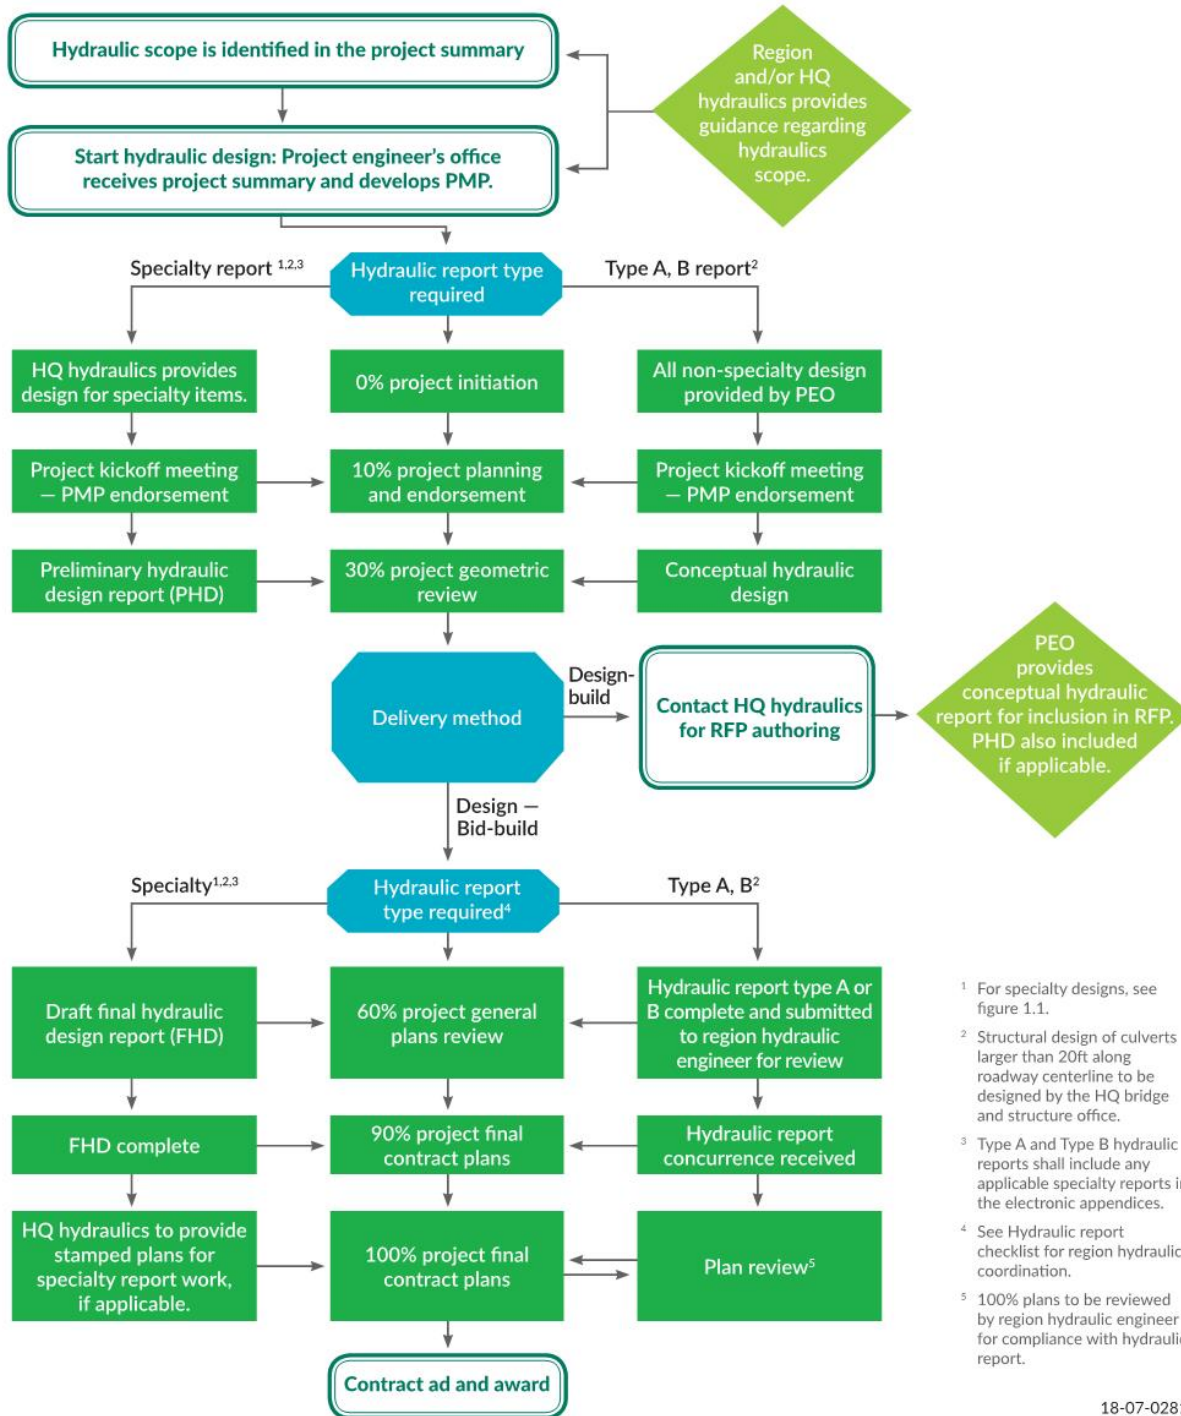 Hydraulic scope is identified in the project summary
Region
and/or HQ
hydraulics provides
guidance regarding
hydraulics
scope.
Start hydraulic design: Project engineer's office
receives project summary and develops PMP.
Specialty report 1,2,3
Hydraulic report type
required
Type A, B report2
HQ hydraulics provides
design for specialty items.
0% project initiation
All non-specialty design
provided by PEO
Project kickoff meeting
— PMP endorsement
10% project planning
and endorsement
Project kickoff meeting
— PMP endorsement
Preliminary hydraulic
design report (PHD)
30% project geometric
review
Conceptual hydraulic
design
Delivery method
Design-
build
Contact HQ hydraulics
for RFP authoring
PEO
provides
conceptual hydraulic
report for inclusion in RFP.
PHD also included
if applicable.
Design —
Bid-build
Specialty1,2,3
Hydraulic report
type required4
Type A, B2
Draft final hydraulic
design report (FHD)
60% project general
plans review
Hydraulic report type A or
B complete and submitted
to region hydraulic
engineer for review
FHD complete
90% project final
contract plans
Hydraulic report
concurrence received
HQ hydraulics to provide
stamped plans for
specialty report work,
if applicable.
100% project final
contract plans
Plan review5
Contract ad and award
1 For specialty designs, see
figure 1.1.
2 Structural design of culverts
larger than 20ft along
roadway centerline to be
designed by the HQ bridge
and structure office.
3 Type A and Type B hydraulic
reports shall include any
applicable specialty reports in
the electronic appendices.
4 See Hydraulic report
checklist for region hydraulic
coordination.
5 100% plans to be reviewed
by region hydraulic engineer
for compliance with hydraulic
report.
18-07-0281